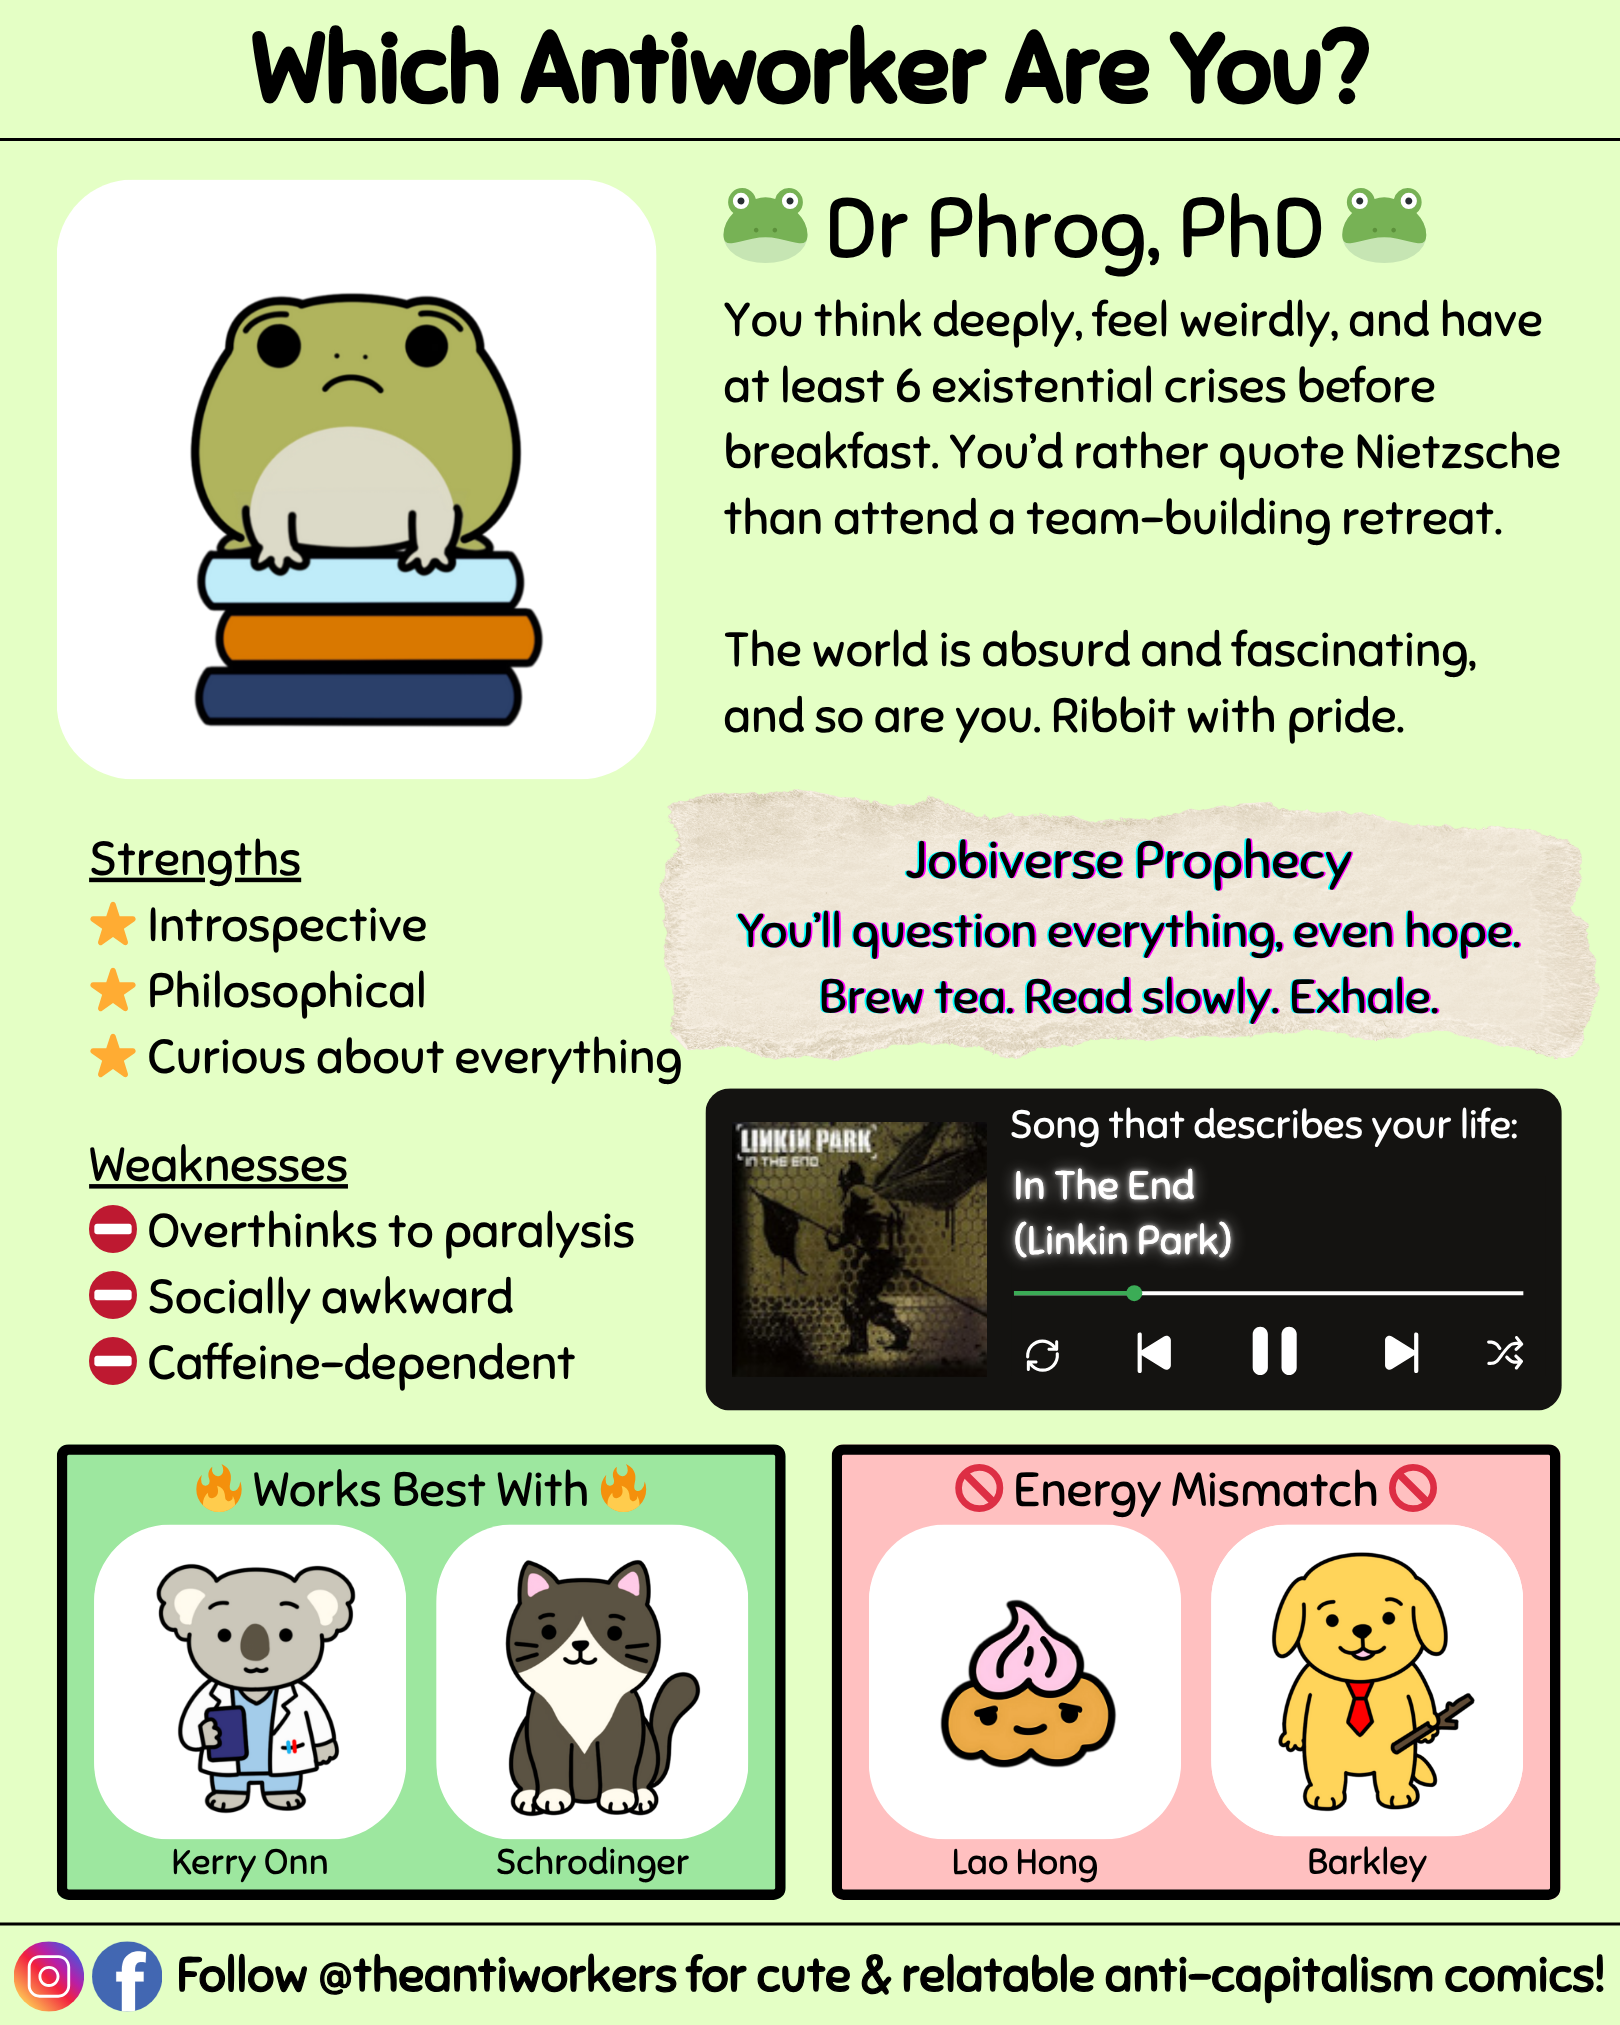 Which Antiworker Are You?
Dr Phrog, PhD
You think deeply, feel weirdly, and have
at least 6 existential crises before
breakfast. You'd rather quote Nietzsche
than attend a team-building retreat.
The world is absurd and fascinating,
and so are you. Ribbit with pride.
Strengths
Introspective
Philosophical
Curious about everything
Weaknesses
Overthinks to paralysis
Socially awkward
Caffeine-dependent
Jobiverse Prophecy
You'll question everything, even hope.
Brew tea. Read slowly. Exhale.
LINKIN PARK
IN THE END
Song that describes your life:
In The End
(Linkin Park)
Works Best With
Kerry Onn
Schrodinger
Energy Mismatch
Lao Hong
Barkley
Follow @theantiworkers for cute & relatable anti-capitalism comics!